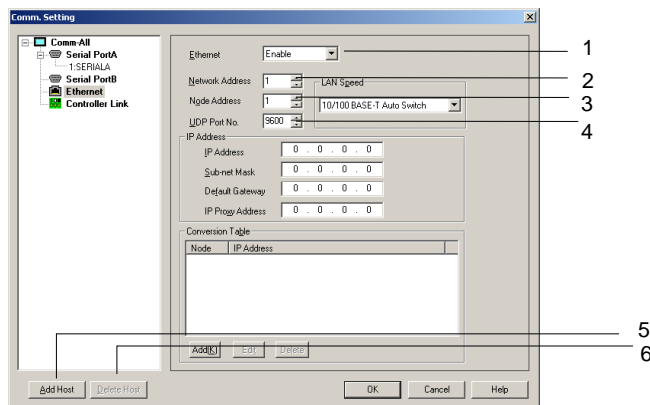 Comm. Setting
Comm-All
Serial PortA
1:SERIALA
Serial PortB
Ethernet
Controller Link
Ethernet Enable
Network Address 1
Node Address 1
UDP Port No. 9600
LAN Speed
10/100 BASE-T Auto Switch
IP Address
IP Address 0 . 0 . 0 . 0
Sub-net Mask 0 . 0 . 0 . 0
Default Gateway 0 . 0 . 0 . 0
IP Proxy Address 0 . 0 . 0 . 0
Conversion Table
Node IP Address
Add(K) Edit Delete
Add Host Delete Host OK Cancel Help
1
2
3
4
5
6